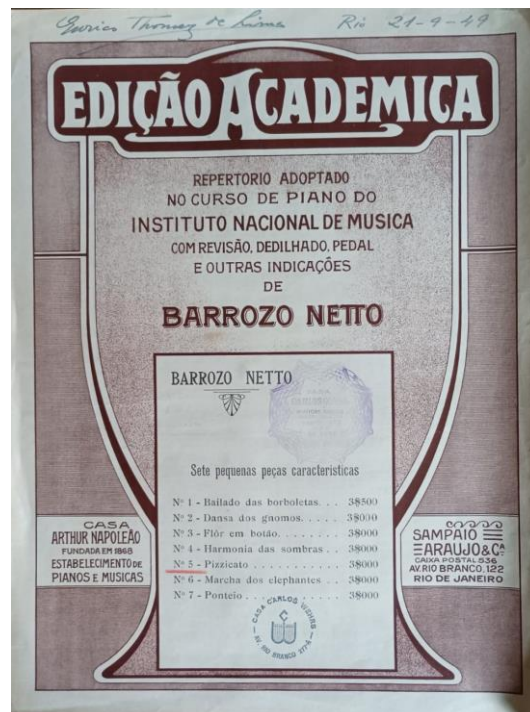 Thomaz de Rio 21-9-49
EDIÇÃO ACADEMICA
REPERTORIO ADOPTADO
NO CURSO DE PIANO DO
INSTITUTO NACIONAL DE MUSICA
COM REVISÃO, DEDILHADO, PEDAL
E OUTRAS INDICAÇÕES
DE
BARROZO NETTO
BARROZO NETTO
Sete pequenas peças caracteristicas
Nº 1 - Bailado das borboletas. . . 3$500
Nº 2 - Dansa dos gnomos. . . . . . 3$000
Nº 3 - Flôr em botão. . . . . . . . 3$000
Nº 4 - Harmonia das sombras . . 3$000
Nº 5 - Pizzicato . . . . . . . . . . . 3$000
Nº 6 - Marcha dos elephantes . . 3$000
Nº 7 - Ponteio . . . . . . . . . . . . 3$000
CASA
ARTHUR NAPOLEÃO
FUNDADA EM 1868
ESTABELECIMENTO DE
PIANOS E MUSICAS
SAMPAIO
ARAUJO & Cª
CAIXA POSTAL 536
AV. RIO BRANCO, 122
RIO DE JANEIRO
CASA CARLOS WEHRS
C
AV. RIO BRANCO